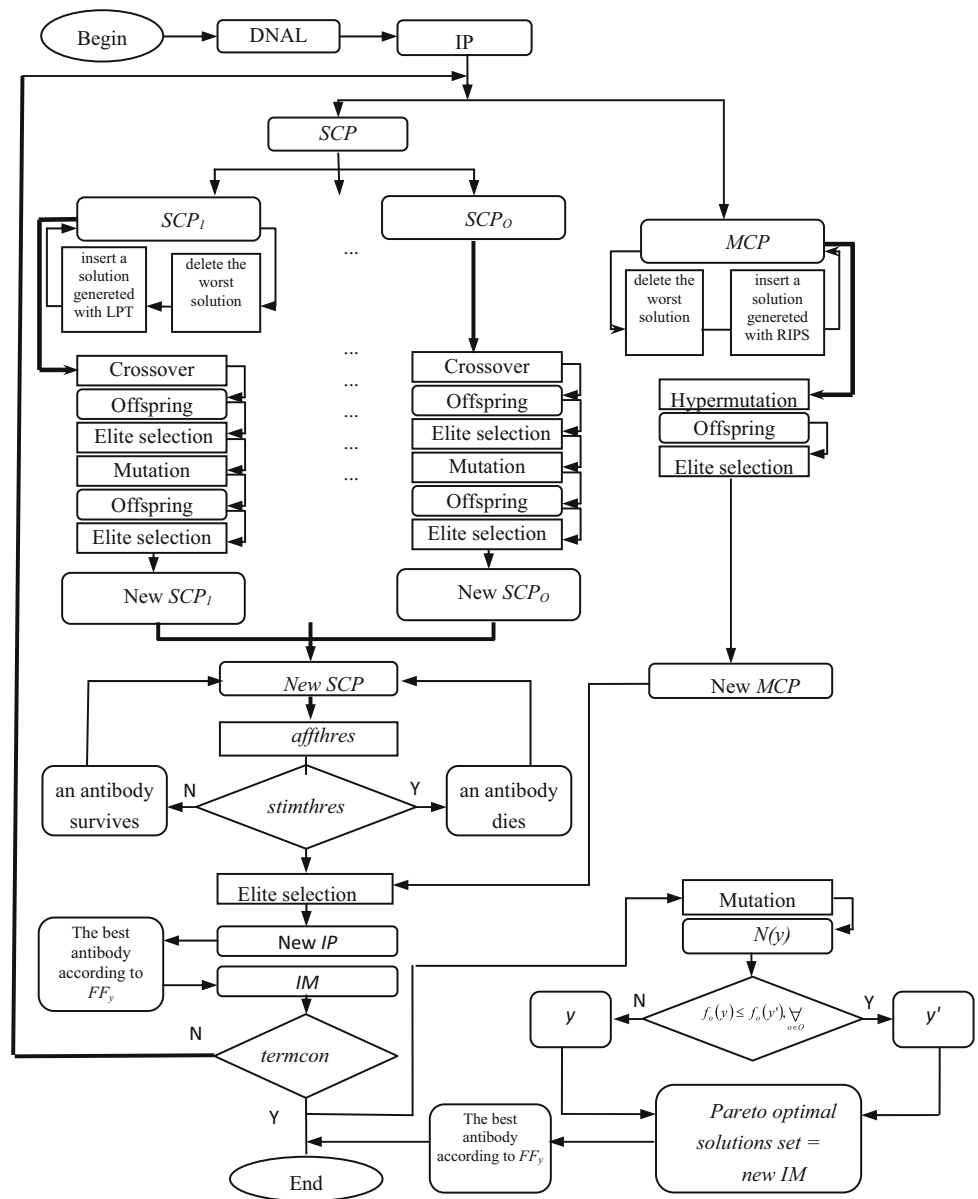 Begin
DNAL
IP
SCP
SCP1
SCPO
MCP
insert a
solution
genereted
with LPT
delete the
worst
solution
...
delete the
worst
solution
insert a
solution
genereted
with RIPS
Crossover
Offspring
Elite selection
Mutation
Offspring
Elite selection
New SCP1
...
...
...
...
...
Crossover
Offspring
Elite selection
Mutation
Offspring
Elite selection
New SCPO
Hypermutation
Offspring
Elite selection
New MCP
New SCP
affthres
stimthres
N
Y
an antibody
survives
an antibody
dies
Elite selection
New IP
The best
antibody
according to
FFy
IM
N
termcon
Y
End
Mutation
N(y)
fo(y) ≤ fo(y'), ∀
o∈O
N
Y
y
y'
Pareto optimal
solutions set =
new IM
The best
antibody
according to FFy